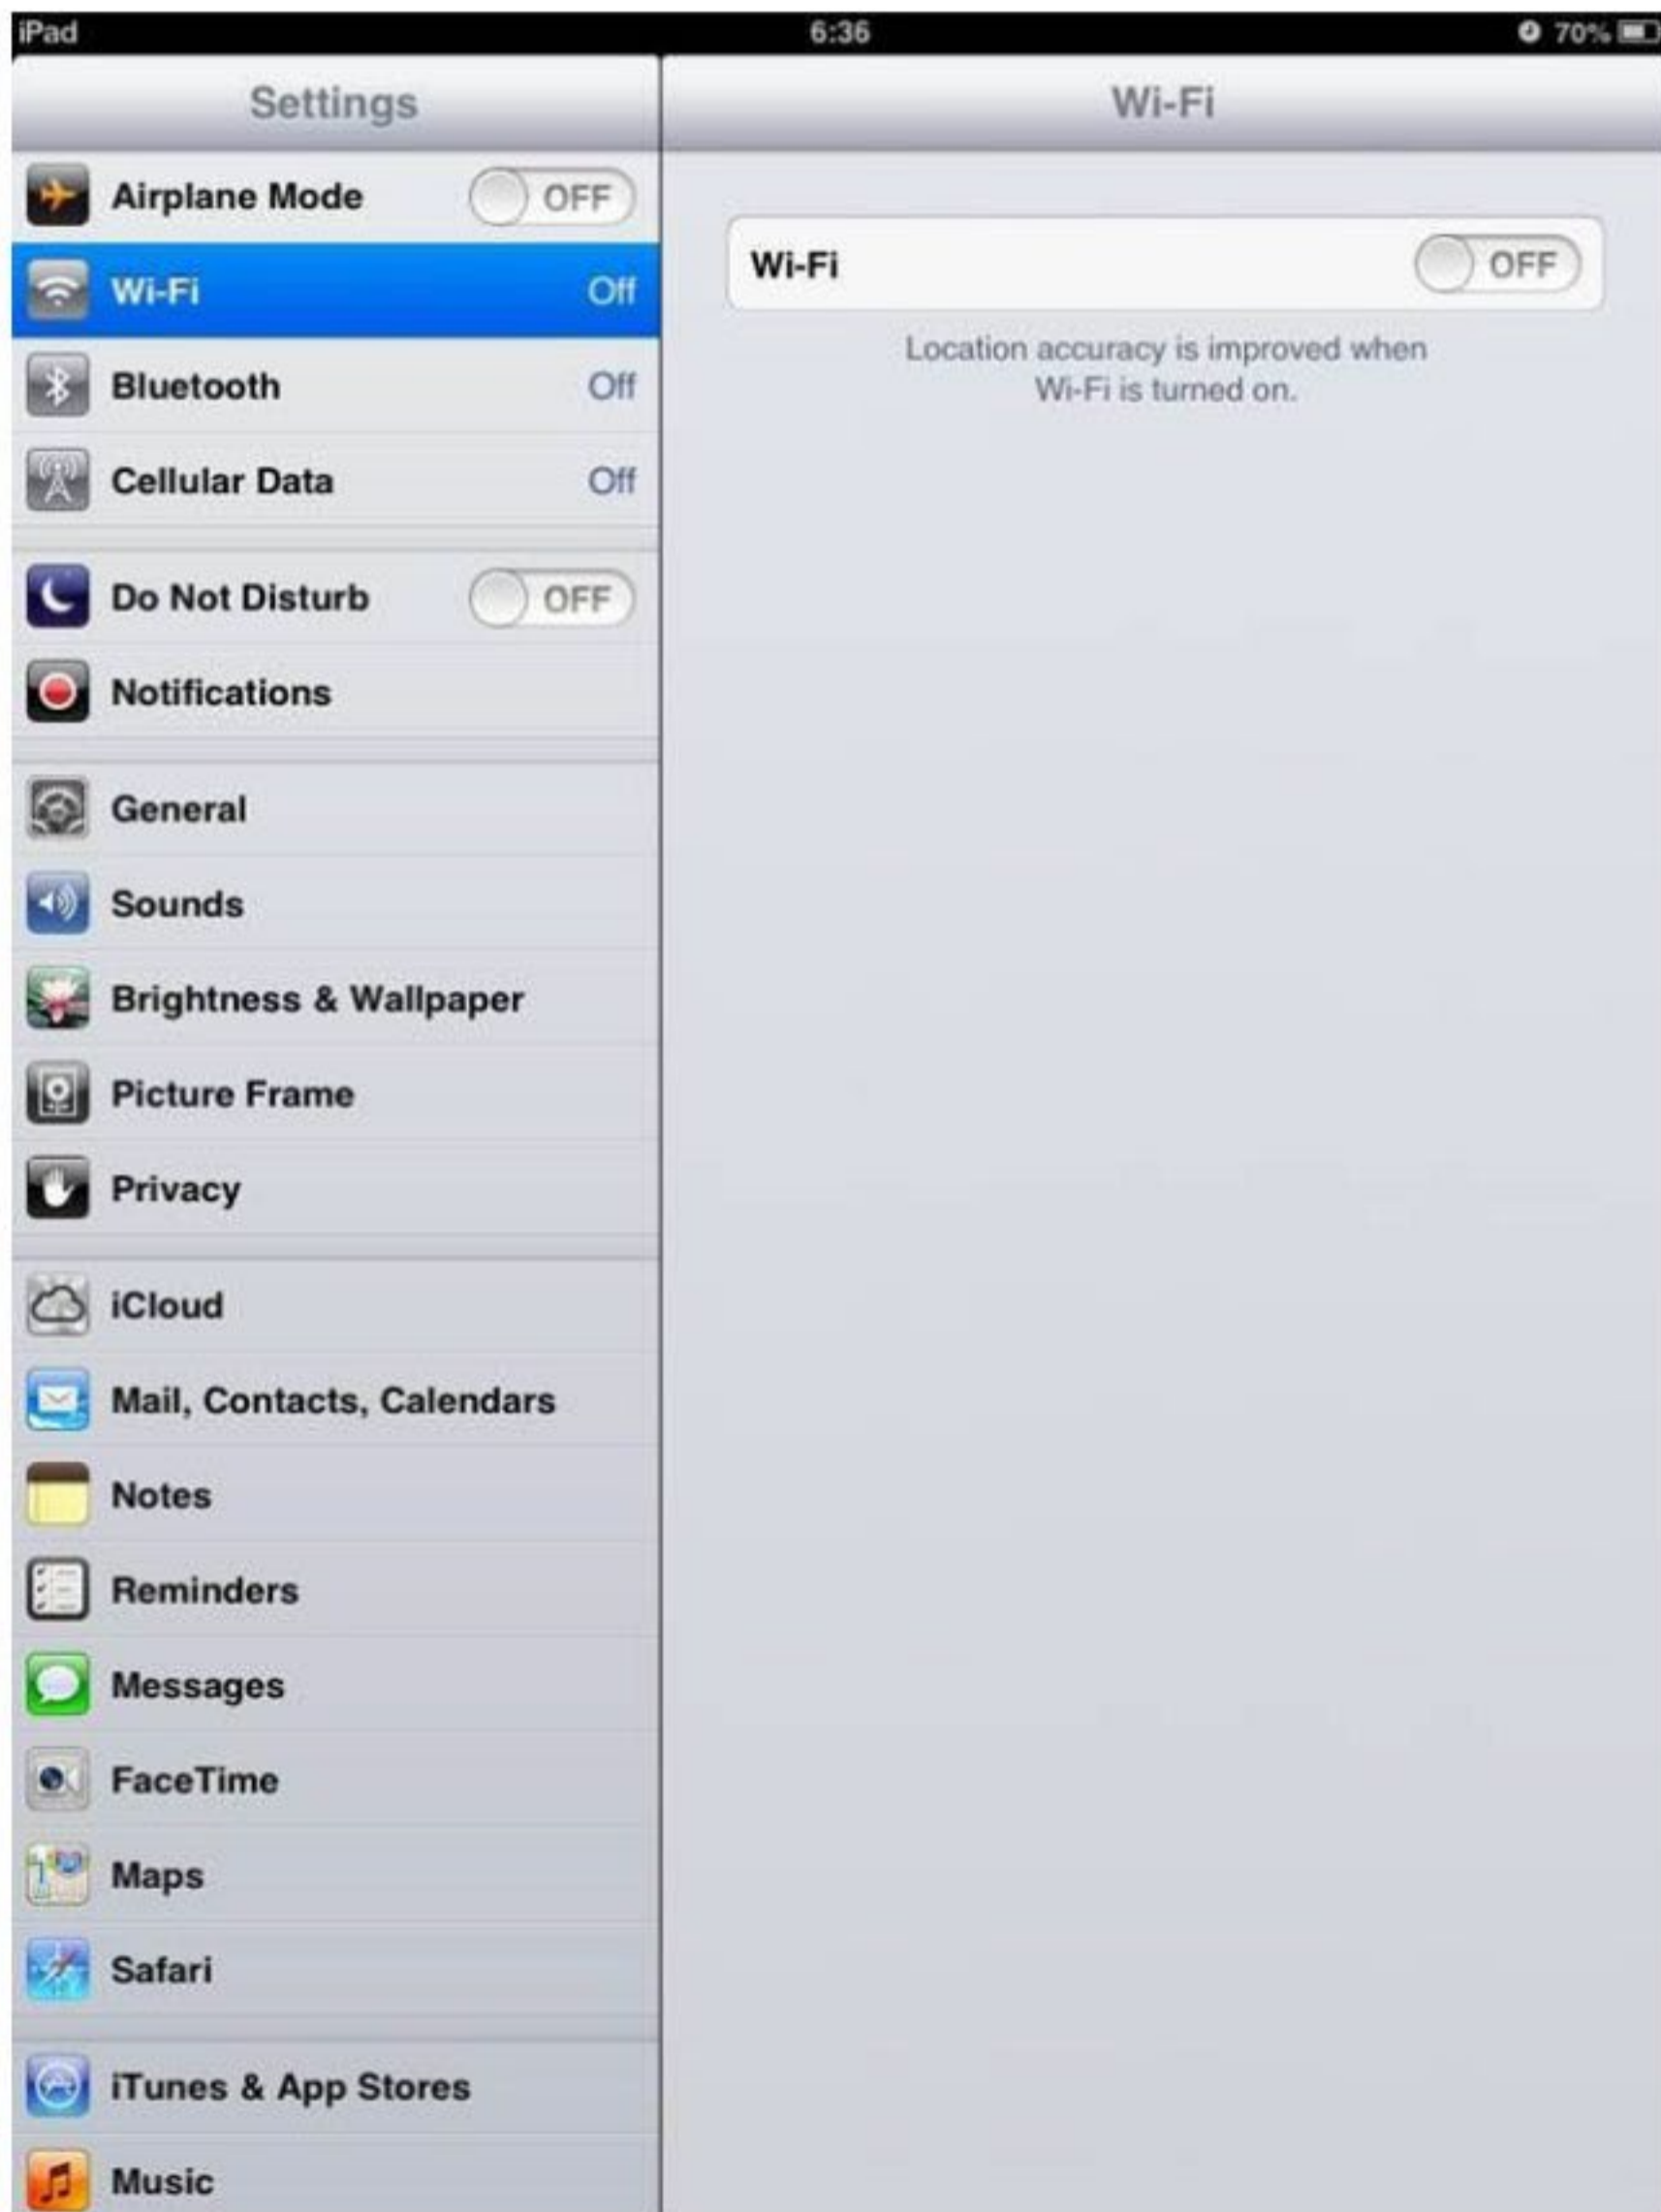 iPad 6:36 70%
Settings
Airplane Mode OFF
Wi-Fi Off
Bluetooth Off
Cellular Data Off
Do Not Disturb OFF
Notifications
General
Sounds
Brightness & Wallpaper
Picture Frame
Privacy
iCloud
Mail, Contacts, Calendars
Notes
Reminders
Messages
FaceTime
Maps
Safari
iTunes & App Stores
Music
Wi-Fi
Wi-Fi OFF
Location accuracy is improved when
Wi-Fi is turned on.